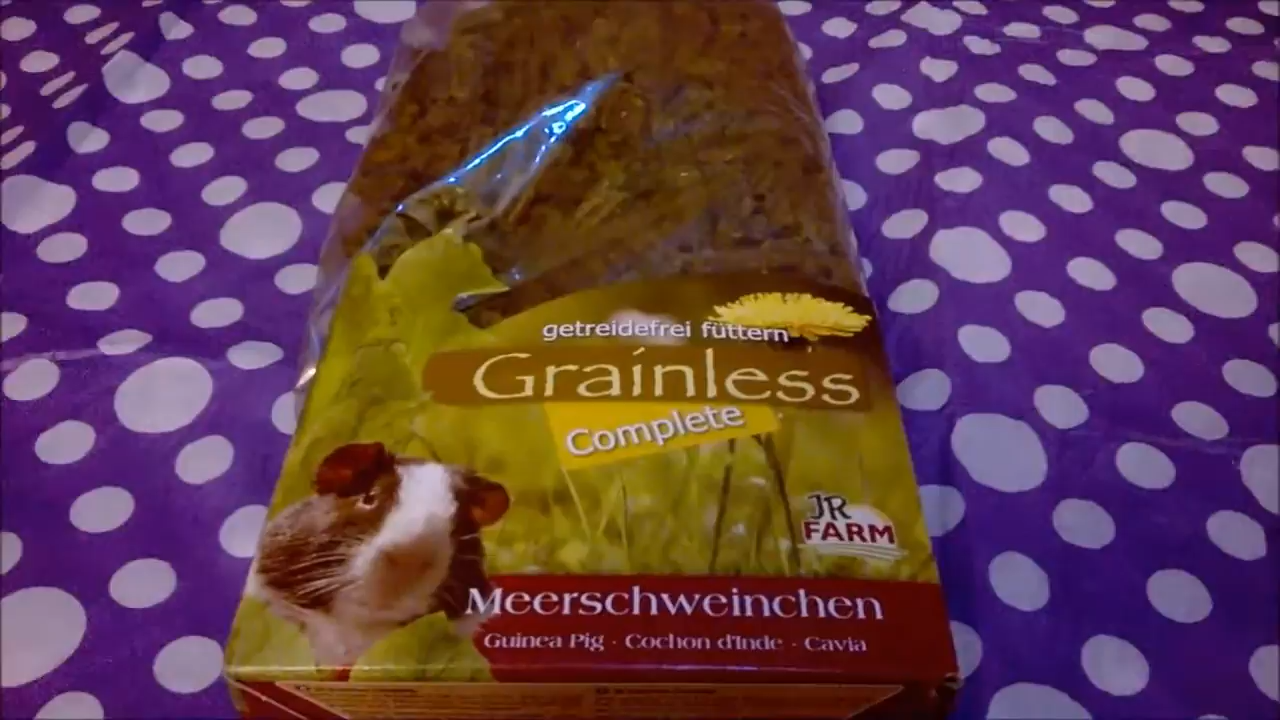 getreidefrei füttern
Grainless
Complete
JR
FARM
Meerschweinchen
Guinea Pig · Cochon d'Inde · Cavia